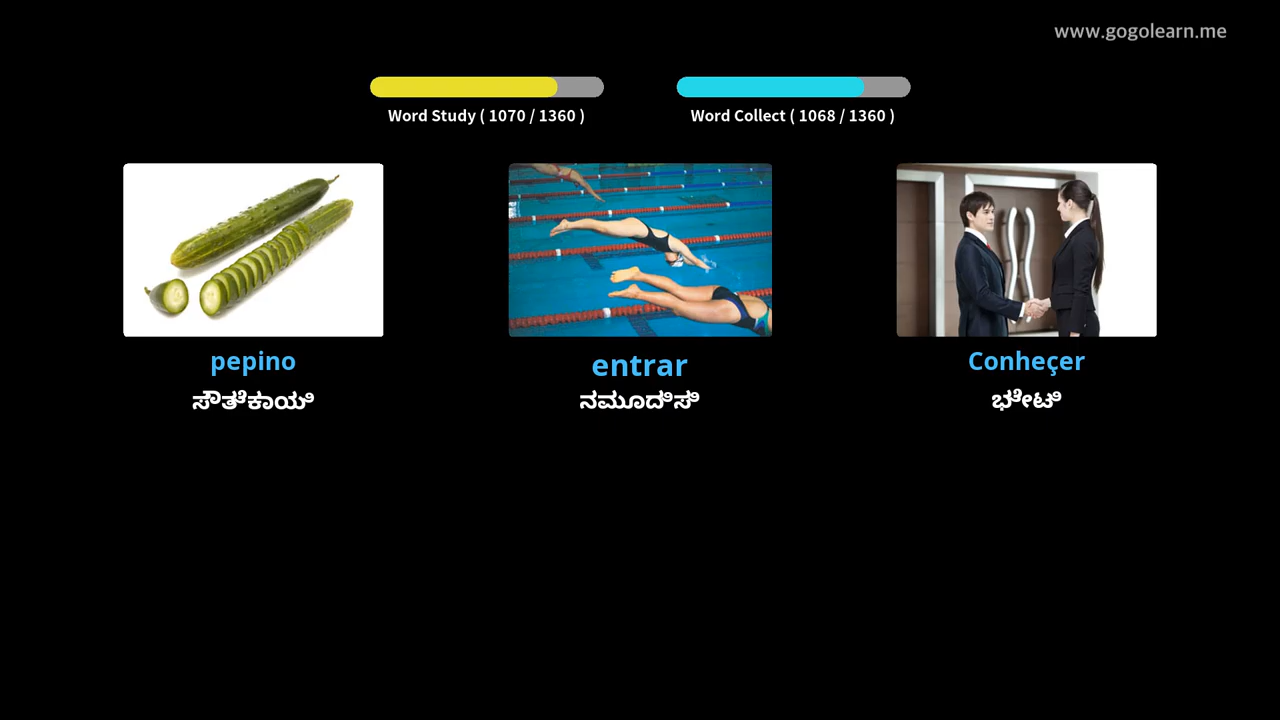 www.gogolearn.me
Word Study ( 1070 / 1360 )
Word Collect ( 1068 / 1360 )
pepino
entrar
Conheçer
ಸೌತೆಕಾಯಿ
ನಮೂದಿಸಿ
ಭೇಟಿ